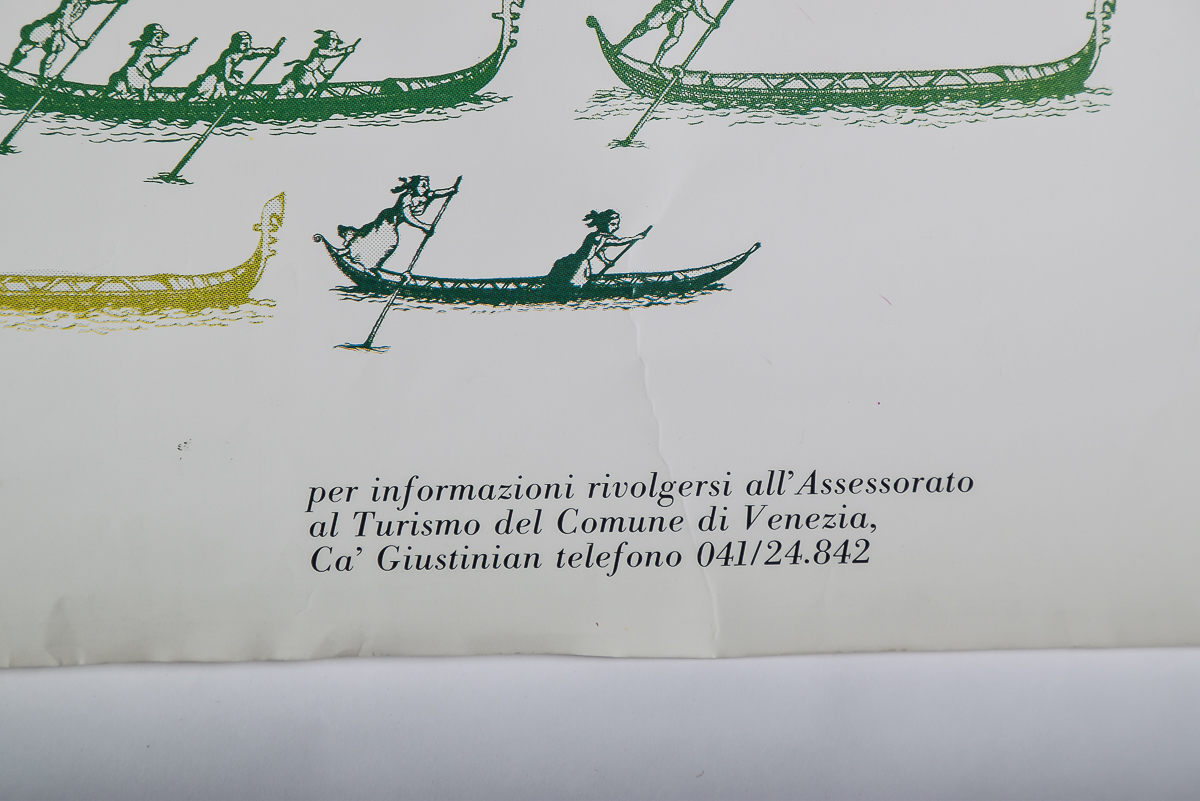 per informazioni rivolgersi all'Assessorato
al Turismo del Comune di Venezia,
Ca' Giustinian telefono 041/24.842